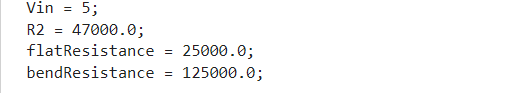 Vin = 5;
R2 = 47000.0;
flatResistance = 25000.0;
bendResistance = 125000.0;